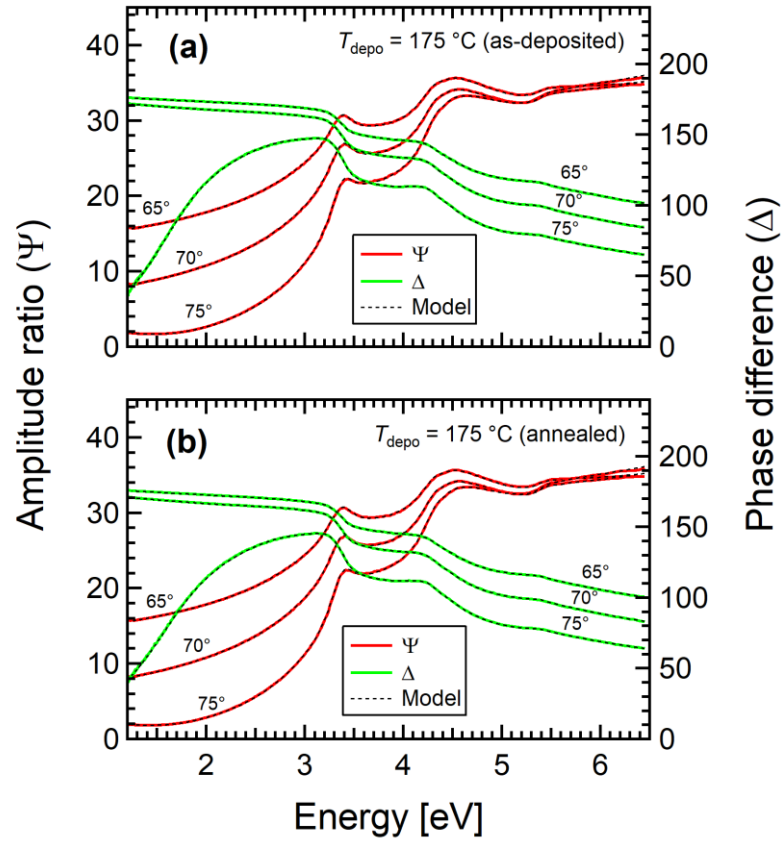 Amplitude ratio (Ψ)
Phase difference (Δ)
(a)
T_depo = 175 °C (as-deposited)
40
30
20
10
0
200
150
100
50
0
65°
70°
75°
65°
70°
75°
Ψ
Δ
Model
(b)
T_depo = 175 °C (annealed)
40
30
20
10
0
200
150
100
50
0
65°
70°
75°
65°
70°
75°
Ψ
Δ
Model
2
3
4
5
6
Energy [eV]